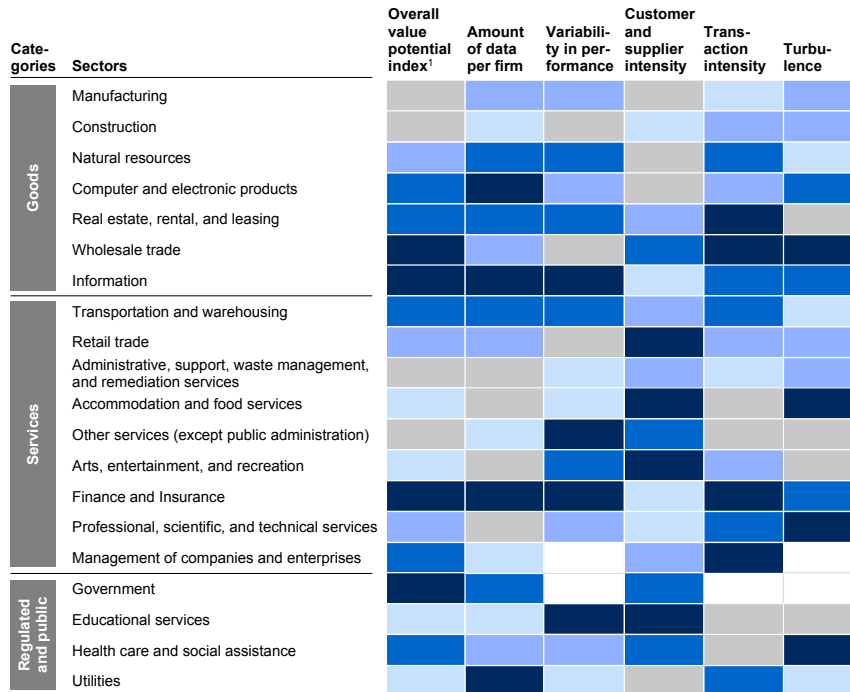 Cate-
gories
Sectors
Overall
value
potential
index1
Amount
of data
per firm
Variabili-
ty in per-
formance
Customer
and
supplier
intensity
Trans-
action
intensity
Turbu-
lence
Goods
Manufacturing
Construction
Natural resources
Computer and electronic products
Real estate, rental, and leasing
Wholesale trade
Information
Services
Transportation and warehousing
Retail trade
Administrative, support, waste management,
and remediation services
Accommodation and food services
Other services (except public administration)
Arts, entertainment, and recreation
Finance and Insurance
Professional, scientific, and technical services
Management of companies and enterprises
Regulated
and public
Government
Educational services
Health care and social assistance
Utilities